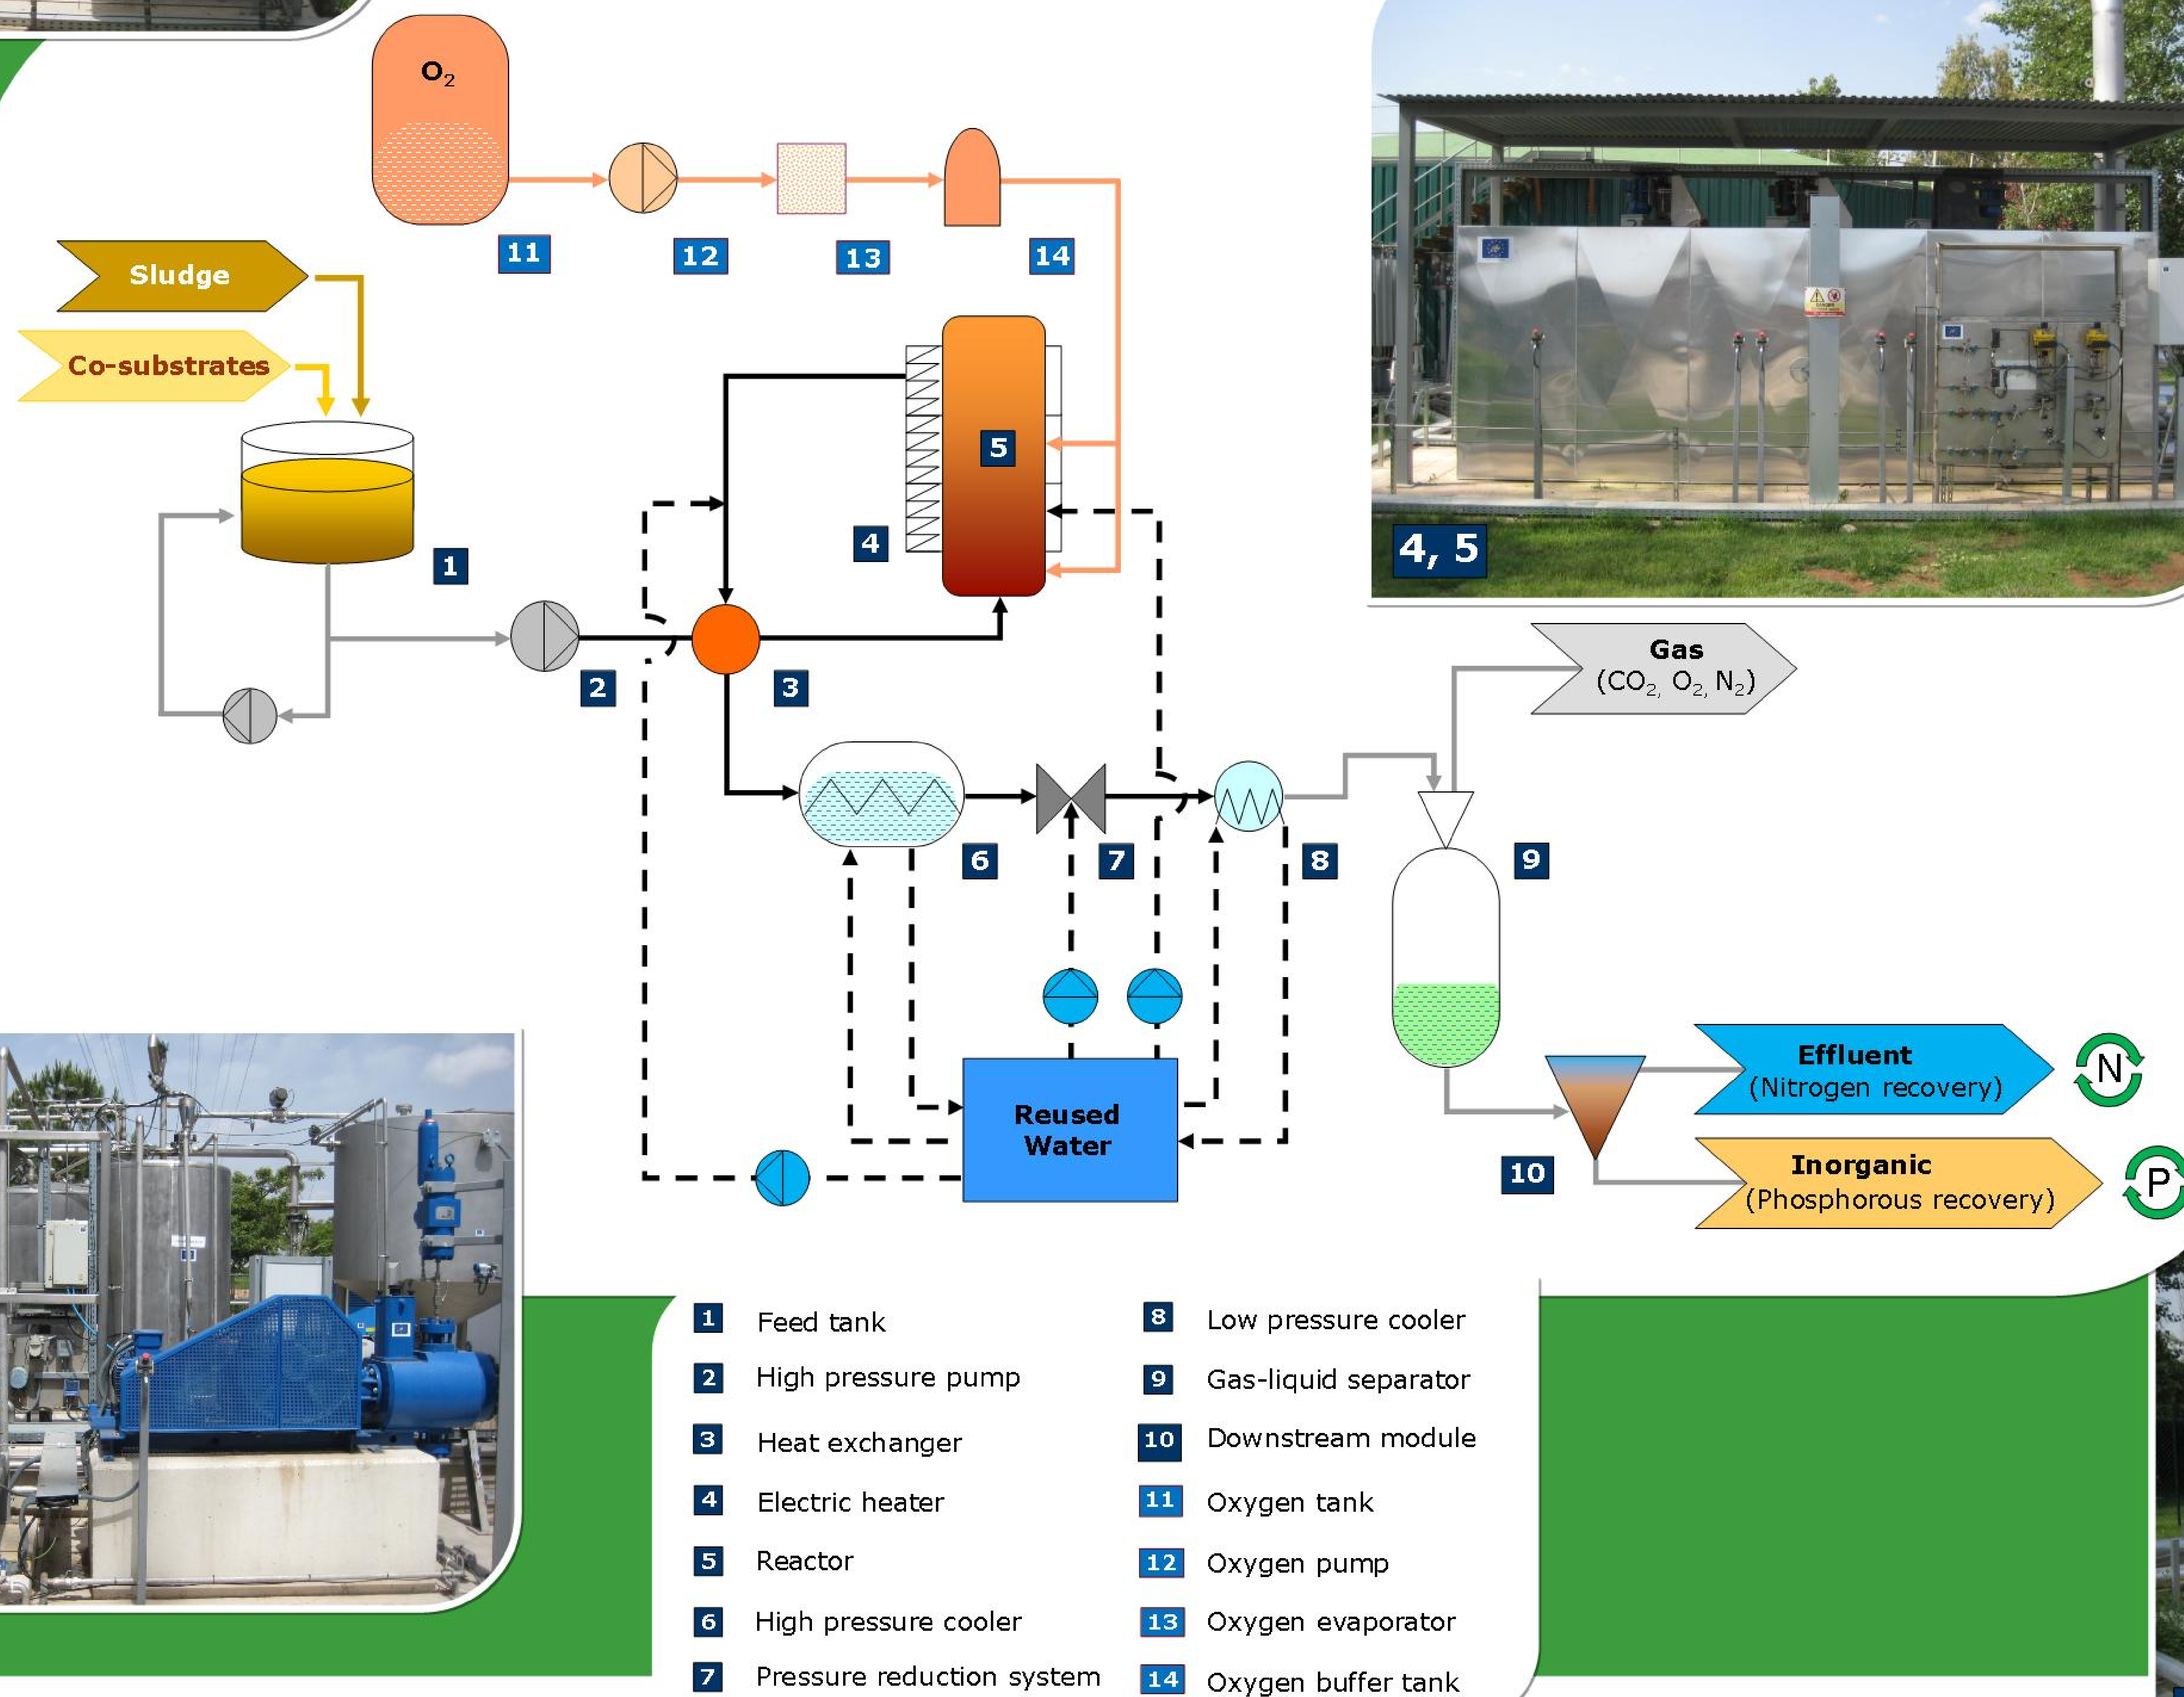 O2
11
12
13
14
Sludge
Co-substrates
1
2
3
4
5
4, 5
Gas
(CO2, O2, N2)
6
7
8
9
Reused
Water
10
Effluent
(Nitrogen recovery)
N
Inorganic
(Phosphorous recovery)
P
1 Feed tank
2 High pressure pump
3 Heat exchanger
4 Electric heater
5 Reactor
6 High pressure cooler
7 Pressure reduction system
8 Low pressure cooler
9 Gas-liquid separator
10 Downstream module
11 Oxygen tank
12 Oxygen pump
13 Oxygen evaporator
14 Oxygen buffer tank